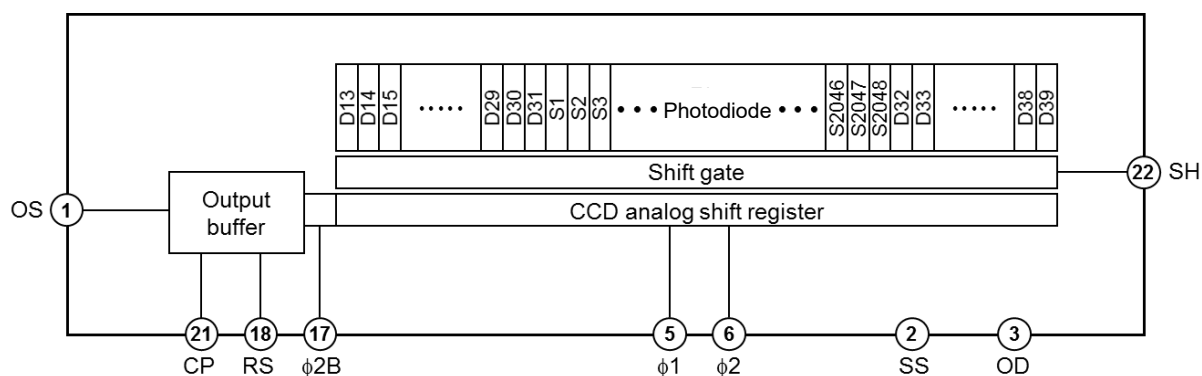 D13 D14 D15 ····· D29 D30 D31 S1 S2 S3 • • • Photodiode • • • S2046 S2047 S2048 D32 D33 ····· D38 D39
Shift gate
22 SH
OS 1
Output
buffer
CCD analog shift register
21 18 17 5 6 2 3
CP RS ϕ2B ϕ1 ϕ2 SS OD